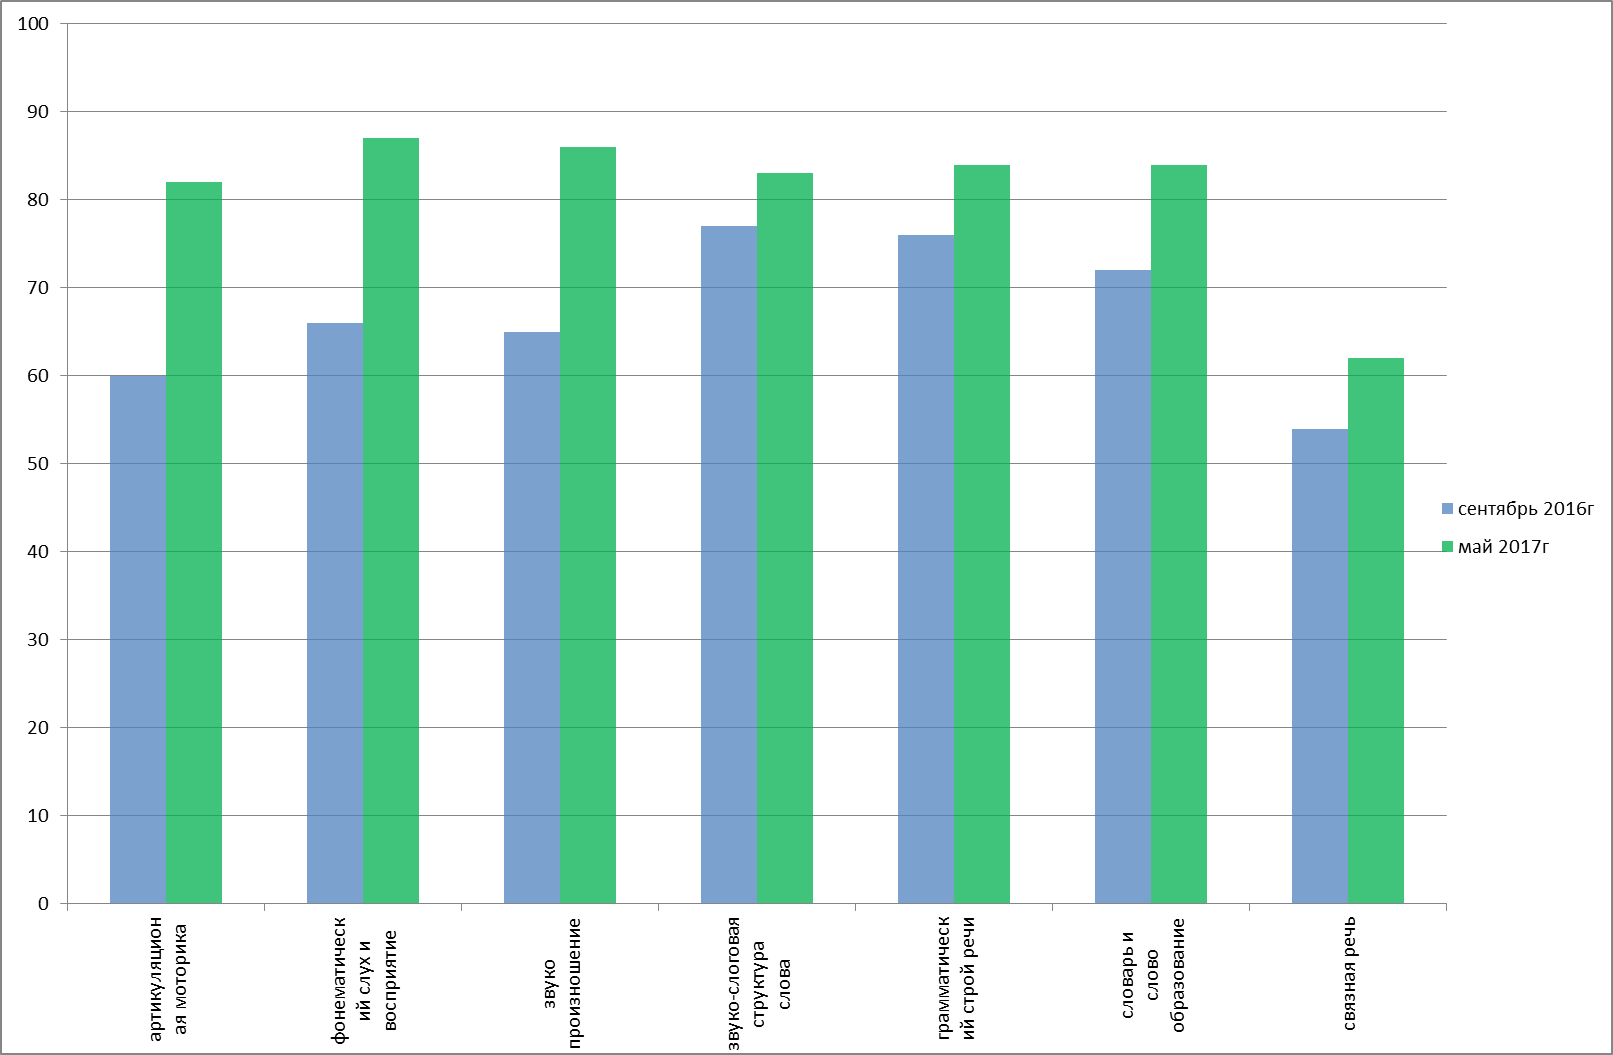 100
90
80
70
60
50
40
30
20
10
0
артикуляцион
ая моторика
фонематическ
ий слух и
восприятие
звуко
произношение
звуко-слоговая
структура
слова
грамматическ
ий строй речи
словарь и
слово
образование
связная речь
сентябрь 2016г
май 2017г